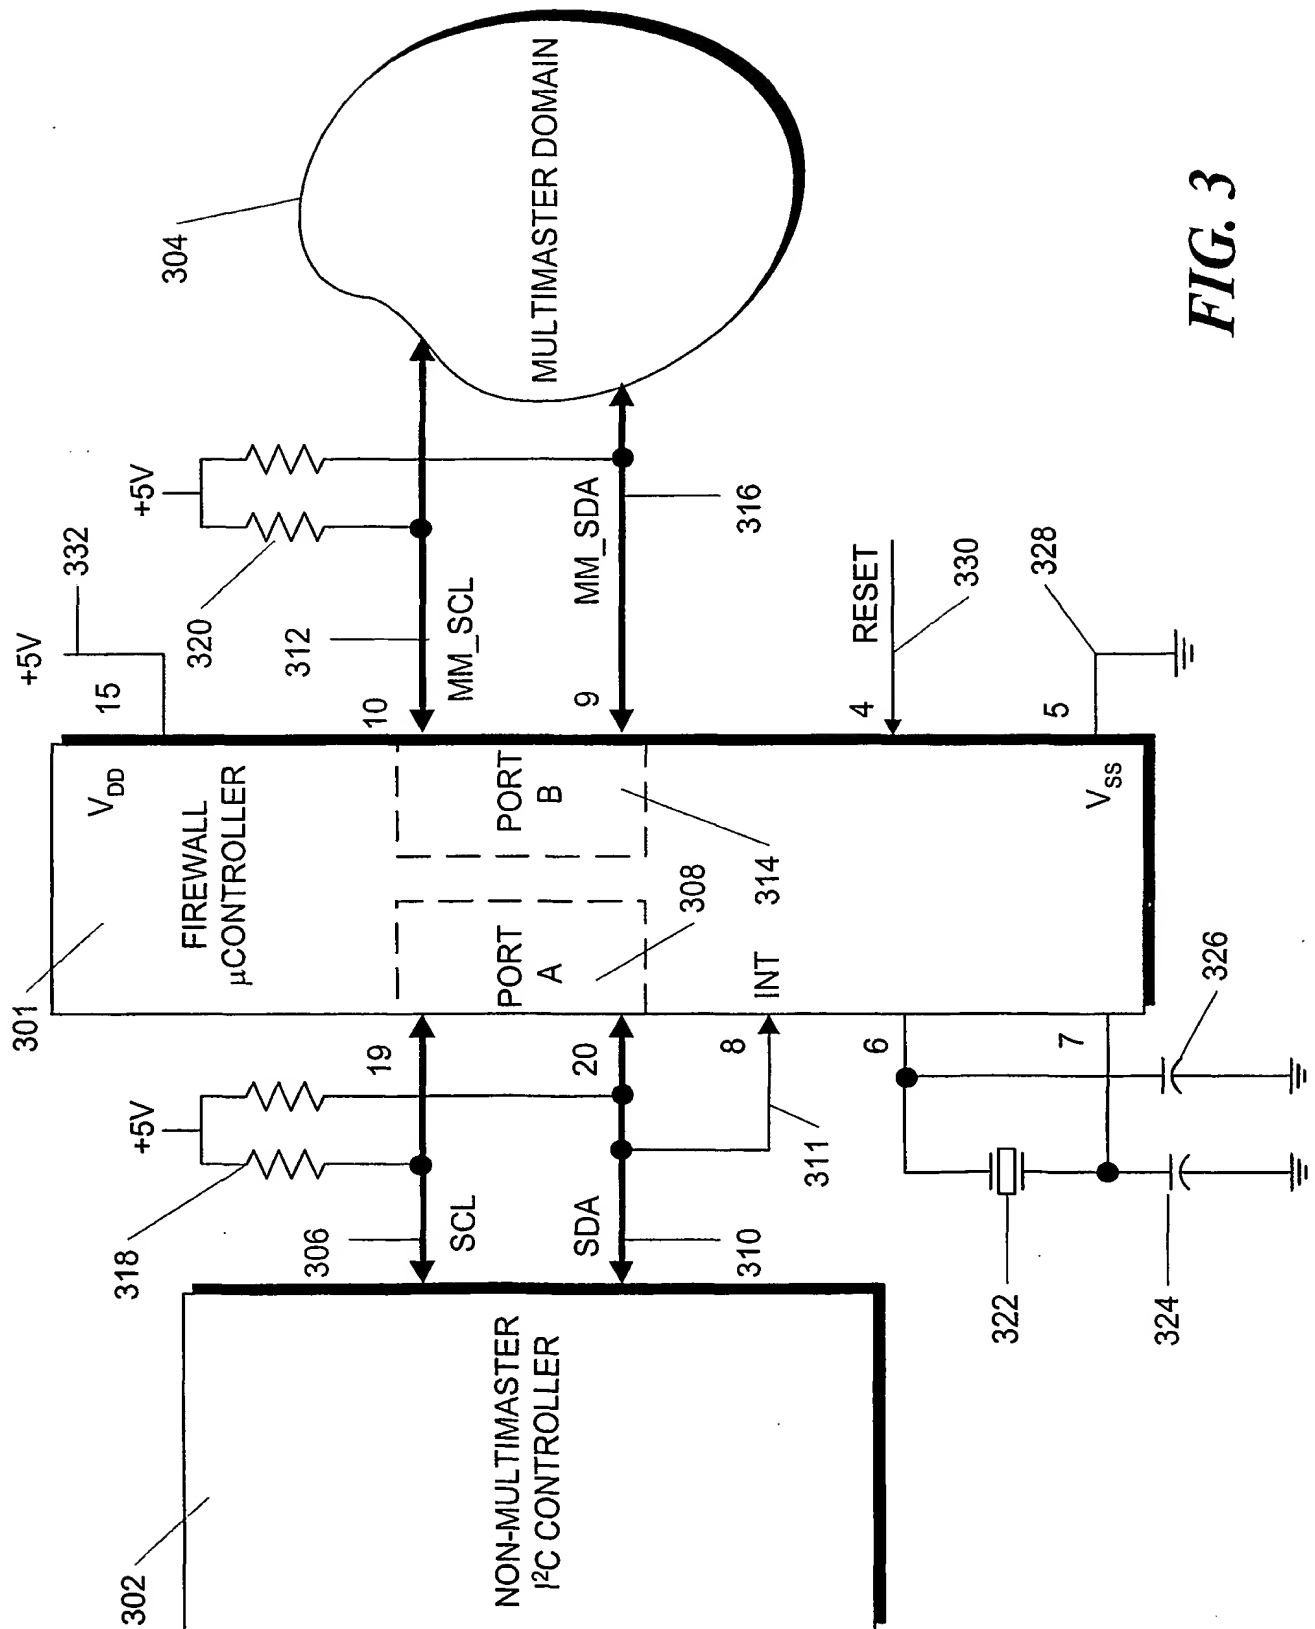 302
NON-MULTIMASTER
I²C CONTROLLER
318
+5V
306
SCL
SDA
310
19
20
8
311
6
7
322
324
326
301
FIREWALL
µCONTROLLER
VDD
PORT
A
PORT
B
308
314
INT
VSS
+5V
332
15
320
+5V
312
MM_SCL
10
MM_SDA
9
316
4
RESET
330
5
328
304
MULTIMASTER DOMAIN
FIG. 3